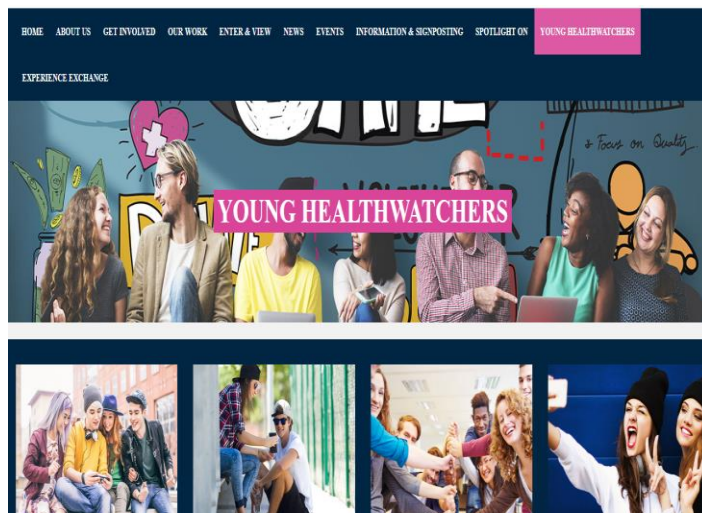 HOME ABOUT US GET INVOLVED OUR WORK ENTER & VIEW NEWS EVENTS INFORMATION & SIGNPOSTING SPOTLIGHT ON YOUNG HEALTHWATCHERS
EXPERIENCE EXCHANGE
> Focus on Quality
YOUNG HEALTHWATCHERS